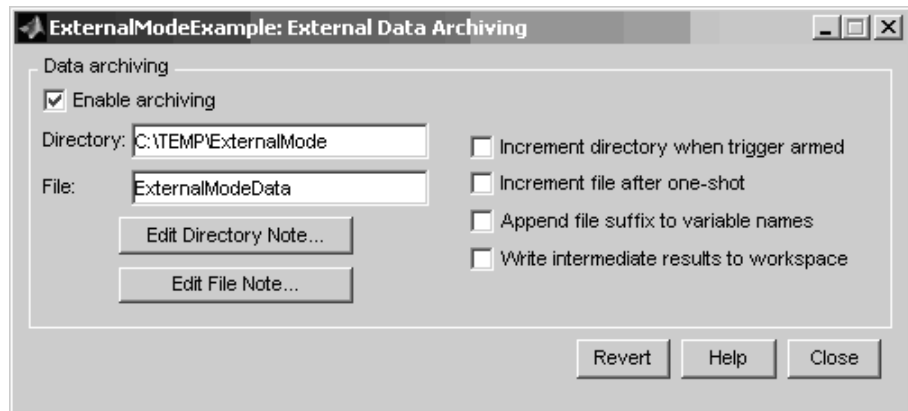 ExternalModeExample: External Data Archiving
Data archiving
Enable archiving
Directory: C:\TEMP\ExternalMode
File: ExternalModeData
Edit Directory Note...
Edit File Note...
Increment directory when trigger armed
Increment file after one-shot
Append file suffix to variable names
Write intermediate results to workspace
Revert Help Close